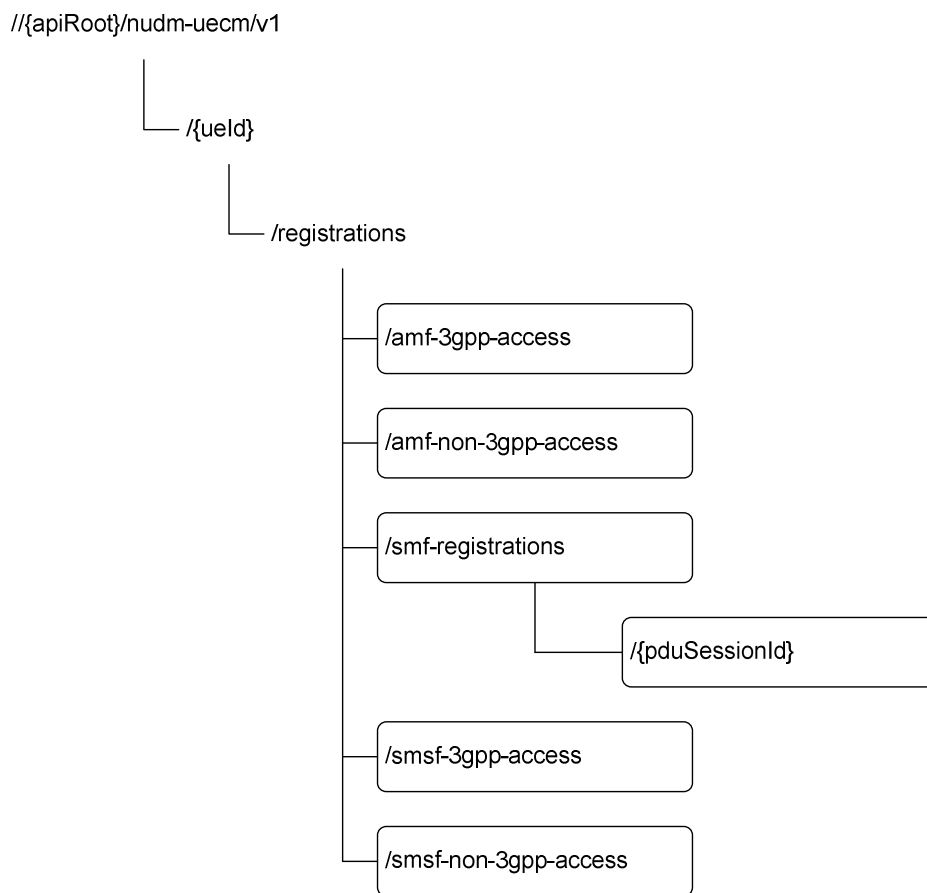 //{apiRoot}/nudm-uecm/v1
/{ueId}
/registrations
/amf-3gpp-access
/amf-non-3gpp-access
/smf-registrations
/{pduSessionId}
/smsf-3gpp-access
/smsf-non-3gpp-access